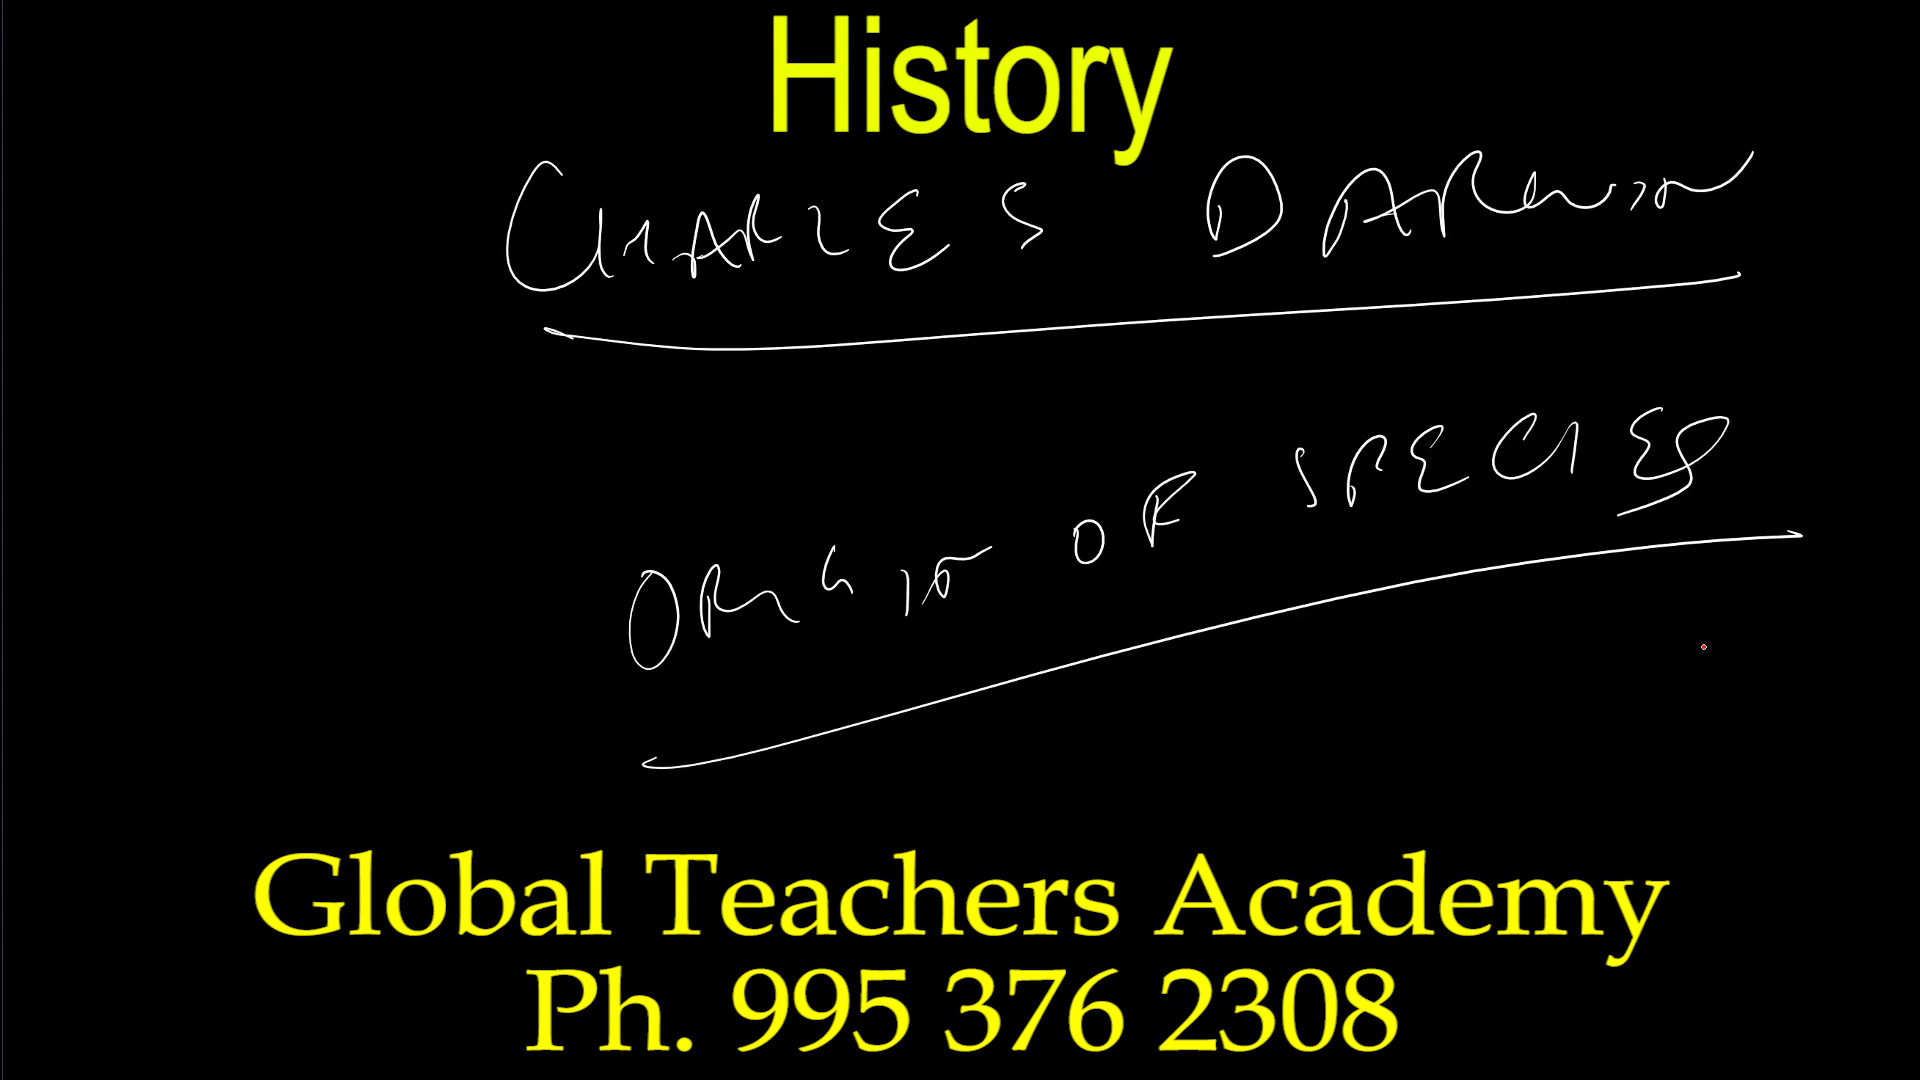 History
CHARLES DARWIN
ORIGIN OF SPECIES
Global Teachers Academy
Ph. 995 376 2308